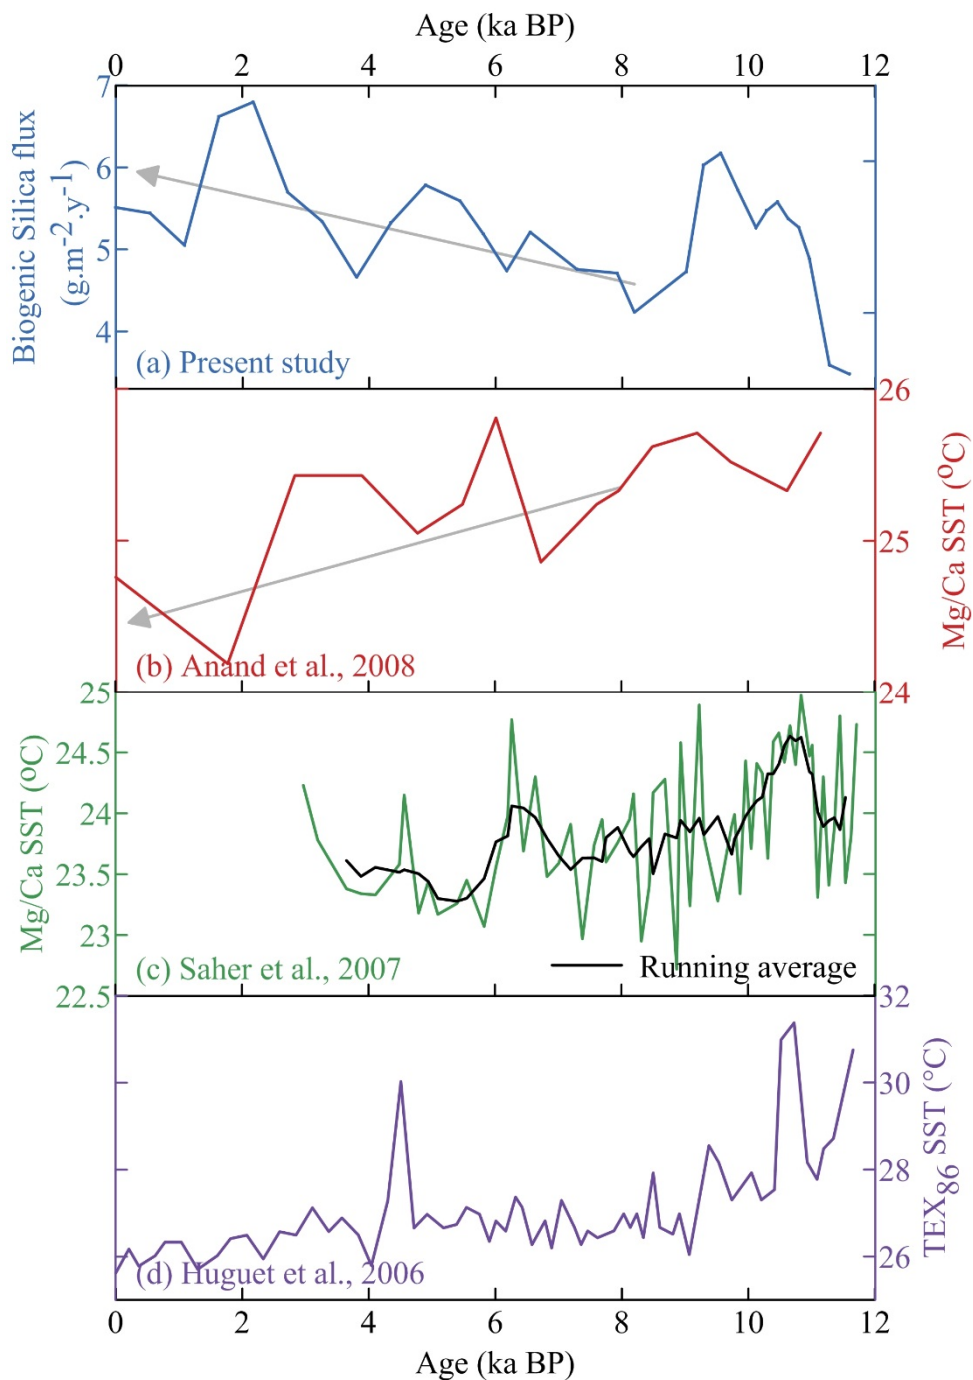 Age (ka BP)
0 2 4 6 8 10 12
7
6
5
4
Biogenic Silica flux
(g.m-2.y-1)
(a) Present study
26
25
24
Mg/Ca SST (oC)
(b) Anand et al., 2008
25
24.5
24
23.5
23
22.5
Mg/Ca SST (oC)
(c) Saher et al., 2007
Running average
32
30
28
26
25
TEX86 SST (°C)
(d) Huguet et al., 2006
0 2 4 6 8 10 12
Age (ka BP)